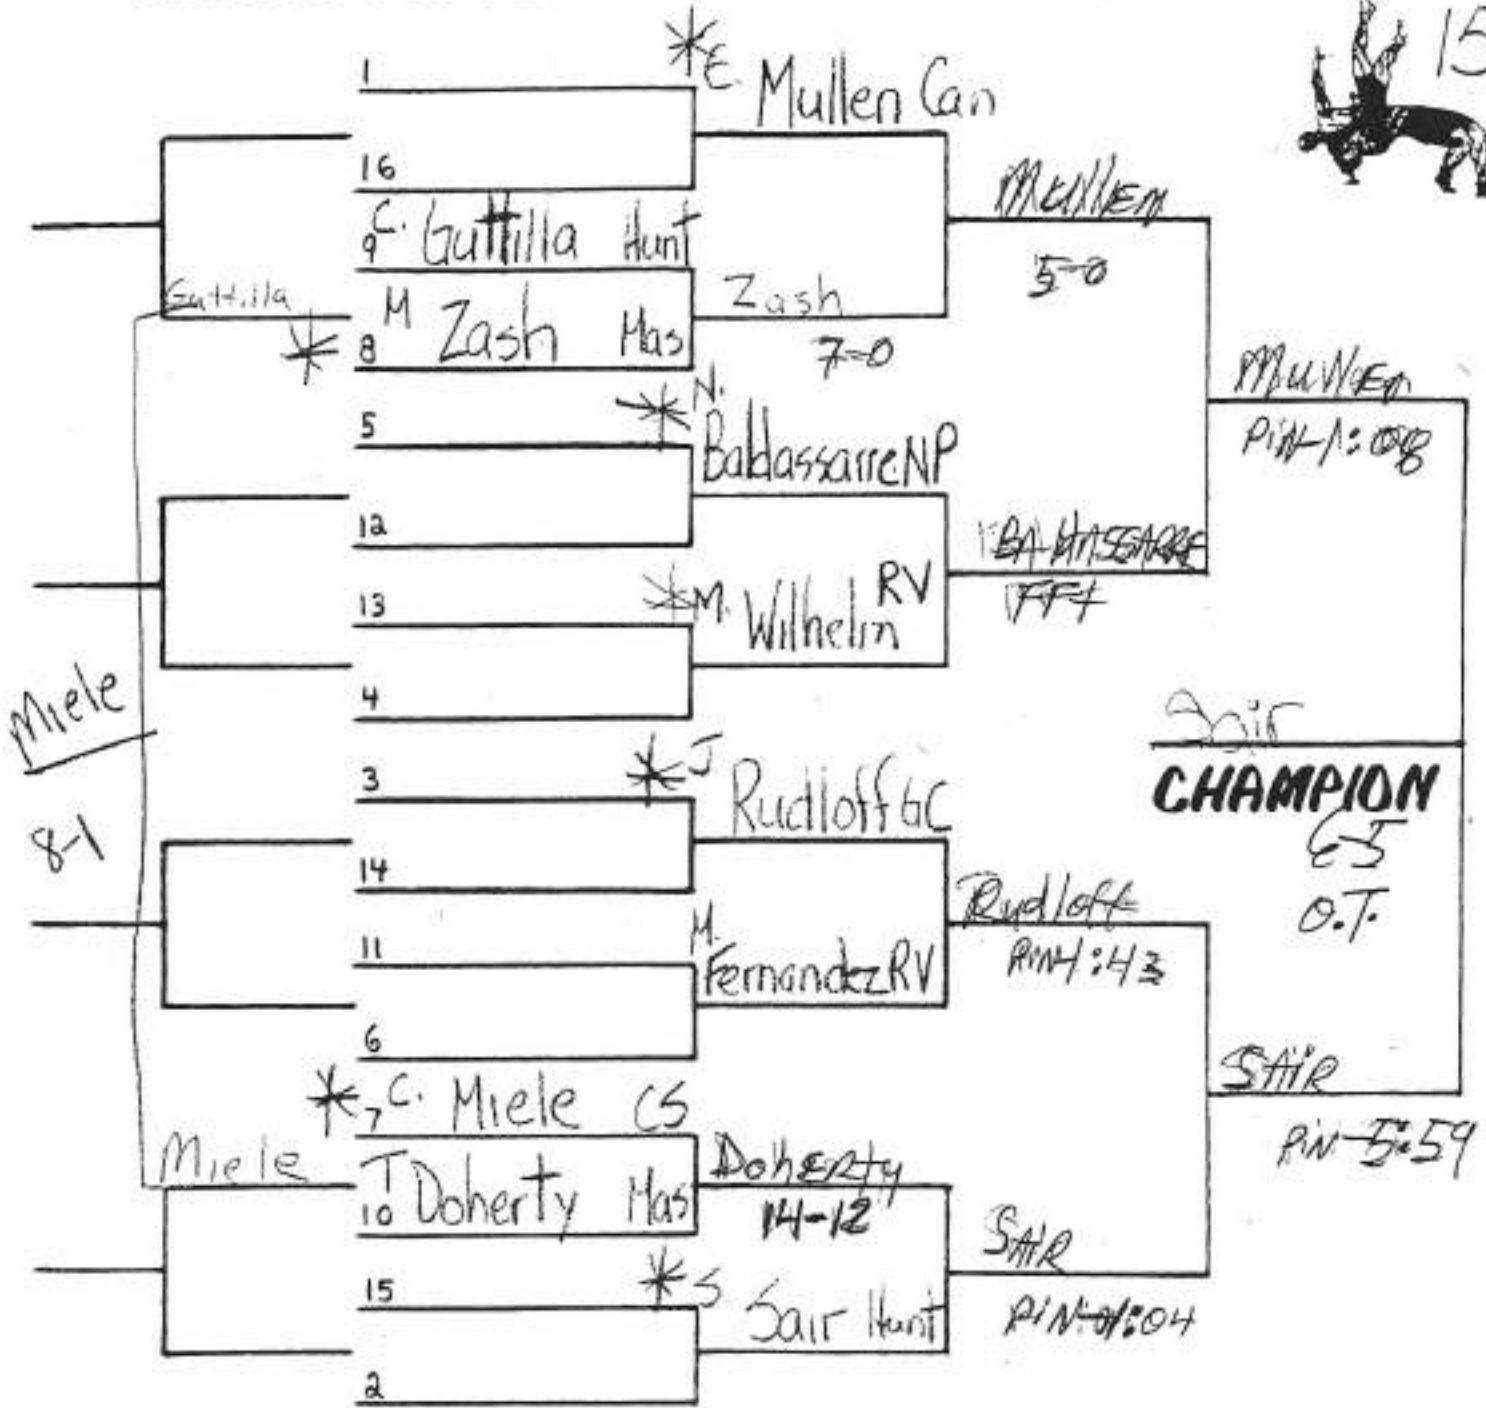 15
1
*E. Mullen Can
16
C.
9 Guttilla Hunt
Mullen
5-0
Guttilla
* M
8 Zash Mas
Zash
7-0
5
*N.
Baldassarre NP
12
Mullen
Pin 1:08
13
*M. Wilhelm RV
4
Baldassarre
FFT
Miele
8-1
3
*J
Rudloff GC
14
11
M.
Fernandez RV
6
Rudloff
Sair
CHAMPION
6-5
O.T.
* C.
7 Miele CS
Miele
T
10 Doherty Mas
Doherty
14-12
15
*S Sair Hunt
2
SAIR
SAIR
Pin 5:59